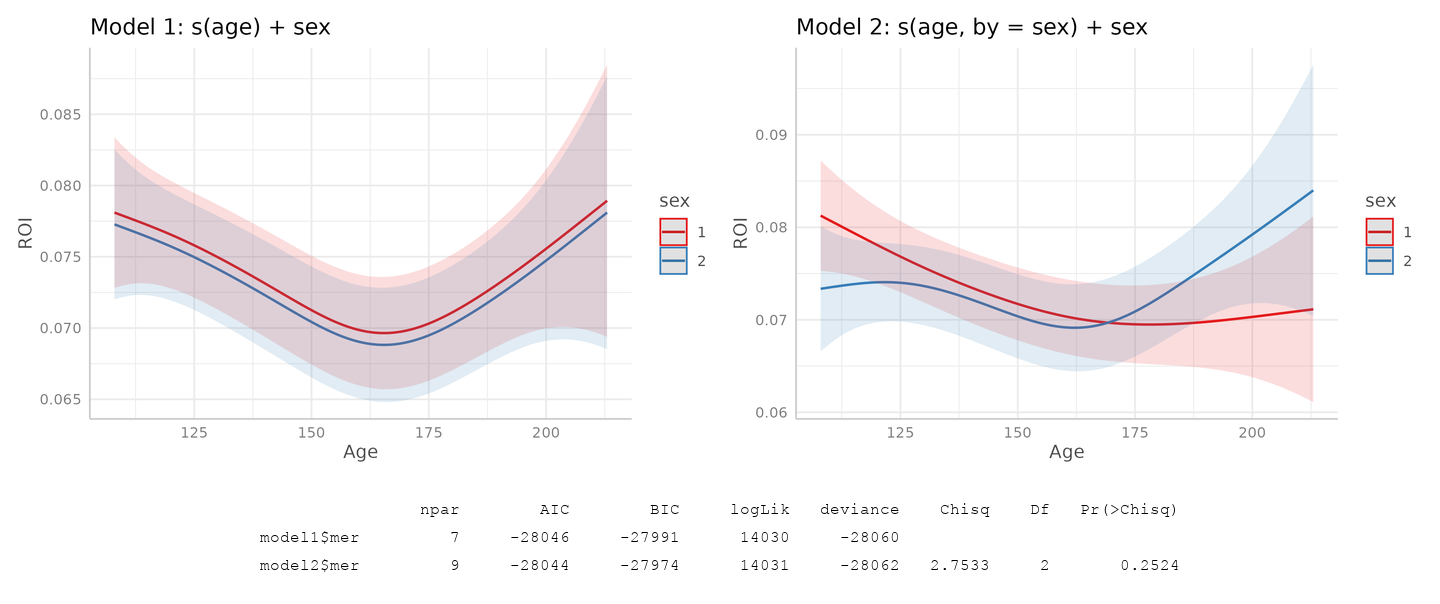 Model 1: s(age) + sex
0.085
0.080
0.075
0.070
0.065
ROI
125 150 175 200
Age
sex
1
2
Model 2: s(age, by = sex) + sex
0.09
0.08
0.07
0.06
ROI
125 150 175 200
Age
sex
1
2
npar AIC BIC logLik deviance Chisq Df Pr(>Chisq)
model1$mer 7 -28046 -27991 14030 -28060
model2$mer 9 -28044 -27974 14031 -28062 2.7533 2 0.2524